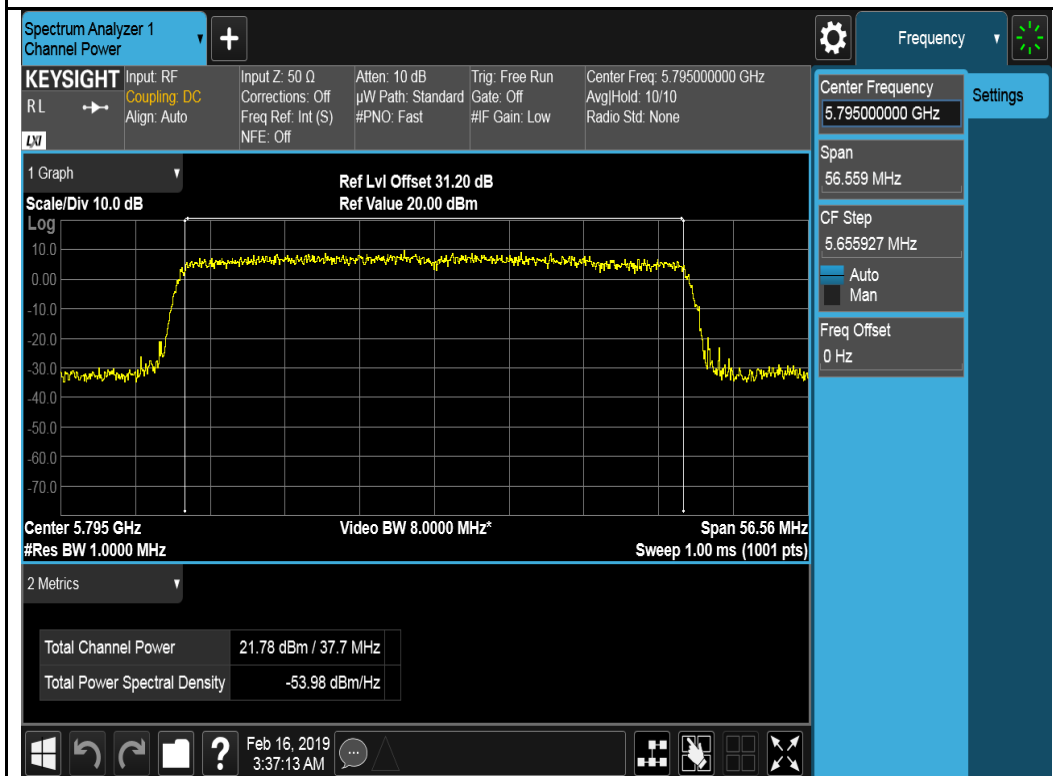 Spectrum Analyzer 1
Channel Power
+
Frequency
KEYSIGHT
RL
LXI
Input: RF
Coupling: DC
Align: Auto
Input Z: 50 Ω
Corrections: Off
Freq Ref: Int (S)
NFE: Off
Atten: 10 dB
µW Path: Standard
#PNO: Fast
Trig: Free Run
Gate: Off
#IF Gain: Low
Center Freq: 5.795000000 GHz
Avg|Hold: 10/10
Radio Std: None
Center Frequency
5.795000000 GHz
Settings
Span
56.559 MHz
CF Step
5.655927 MHz
Auto
Man
Freq Offset
0 Hz
1 Graph
Scale/Div 10.0 dB
Ref Lvl Offset 31.20 dB
Ref Value 20.00 dBm
Log
10.0
0.00
-10.0
-20.0
-30.0
-40.0
-50.0
-60.0
-70.0
Center 5.795 GHz
#Res BW 1.0000 MHz
Video BW 8.0000 MHz*
Span 56.56 MHz
Sweep 1.00 ms (1001 pts)
2 Metrics
Total Channel Power 21.78 dBm / 37.7 MHz
Total Power Spectral Density -53.98 dBm/Hz
?
Feb 16, 2019
3:37:13 AM